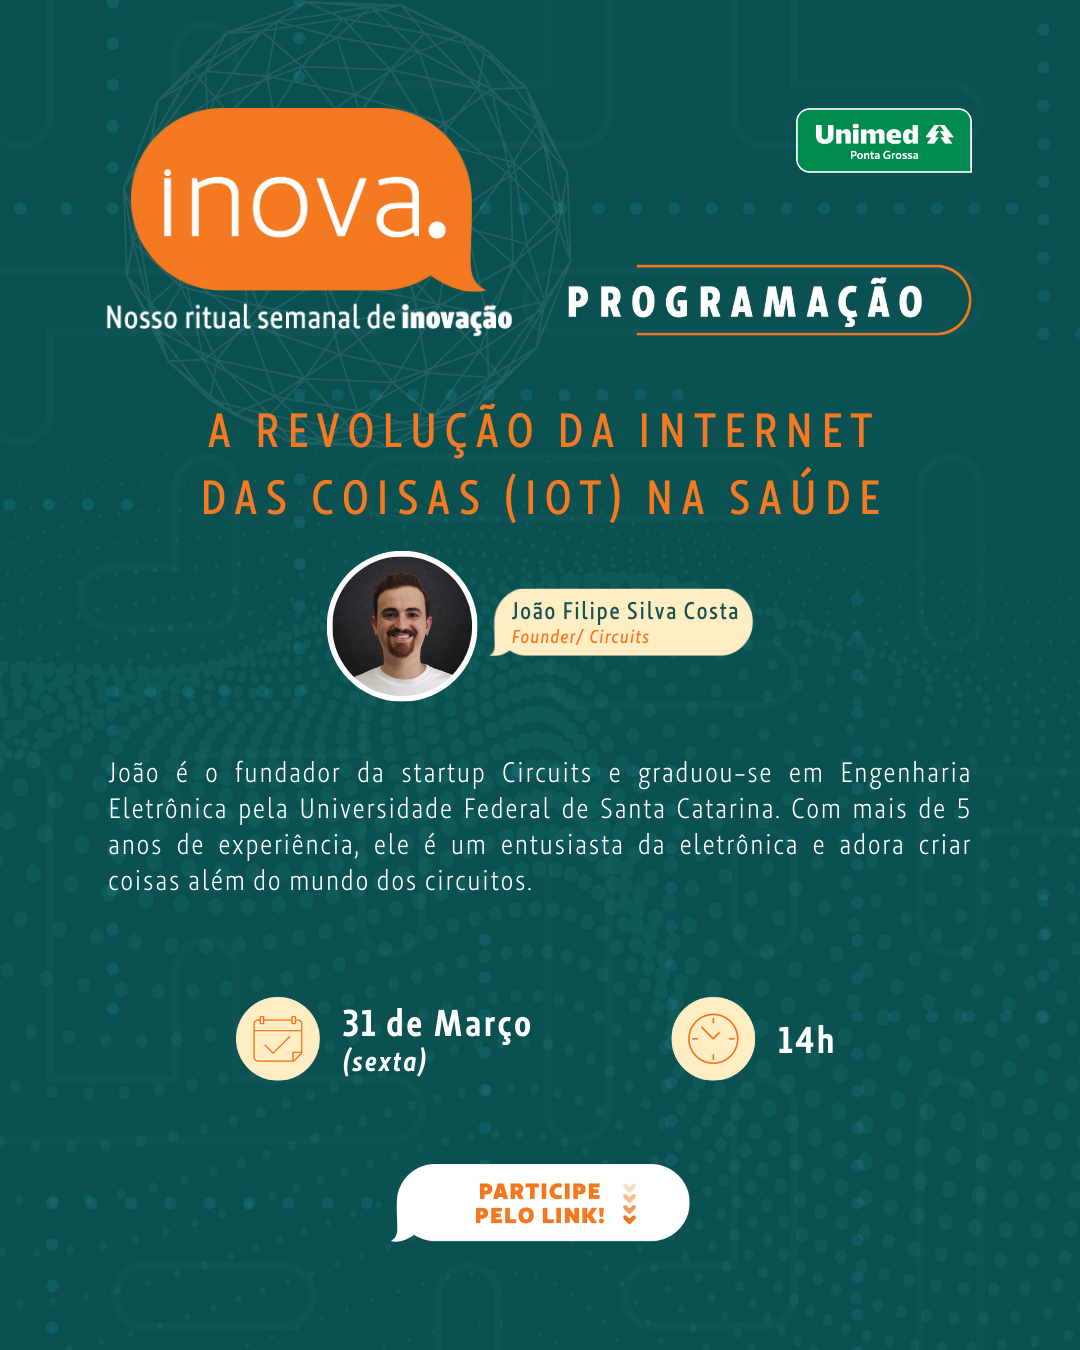 inova.
Unimed
Ponta Grossa
Nosso ritual semanal de inovação
PROGRAMAÇÃO
A REVOLUÇÃO DA INTERNET
DAS COISAS (IOT) NA SAÚDE
João Filipe Silva Costa
Founder/ Circuits
João é o fundador da startup Circuits e graduou-se em Engenharia
Eletrônica pela Universidade Federal de Santa Catarina. Com mais de 5
anos de experiência, ele é um entusiasta da eletrônica e adora criar
coisas além do mundo dos circuitos.
31 de Março
(sexta)
14h
PARTICIPE
PELO LINK!